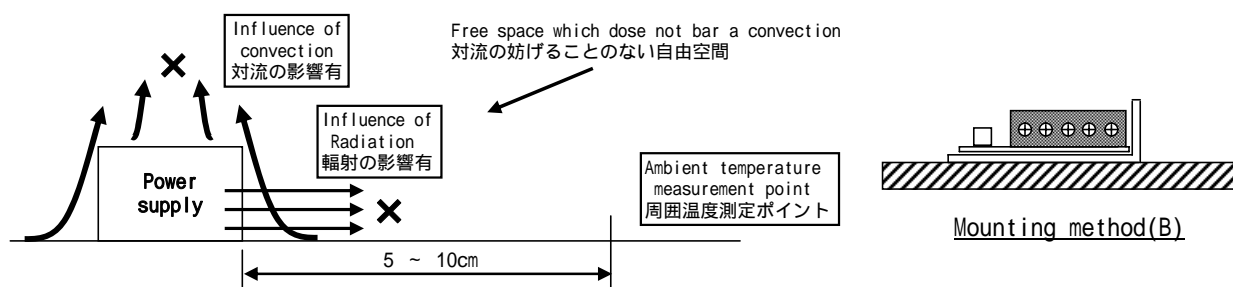 Influence of
convection
対流の影響有
Free space which dose not bar a convection
対流の妨げることのない自由空間
Influence of
Radiation
輻射の影響有
Power
supply
Ambient temperature
measurement point
周囲温度測定ポイント
5 ~ 10cm
Mounting method(B)